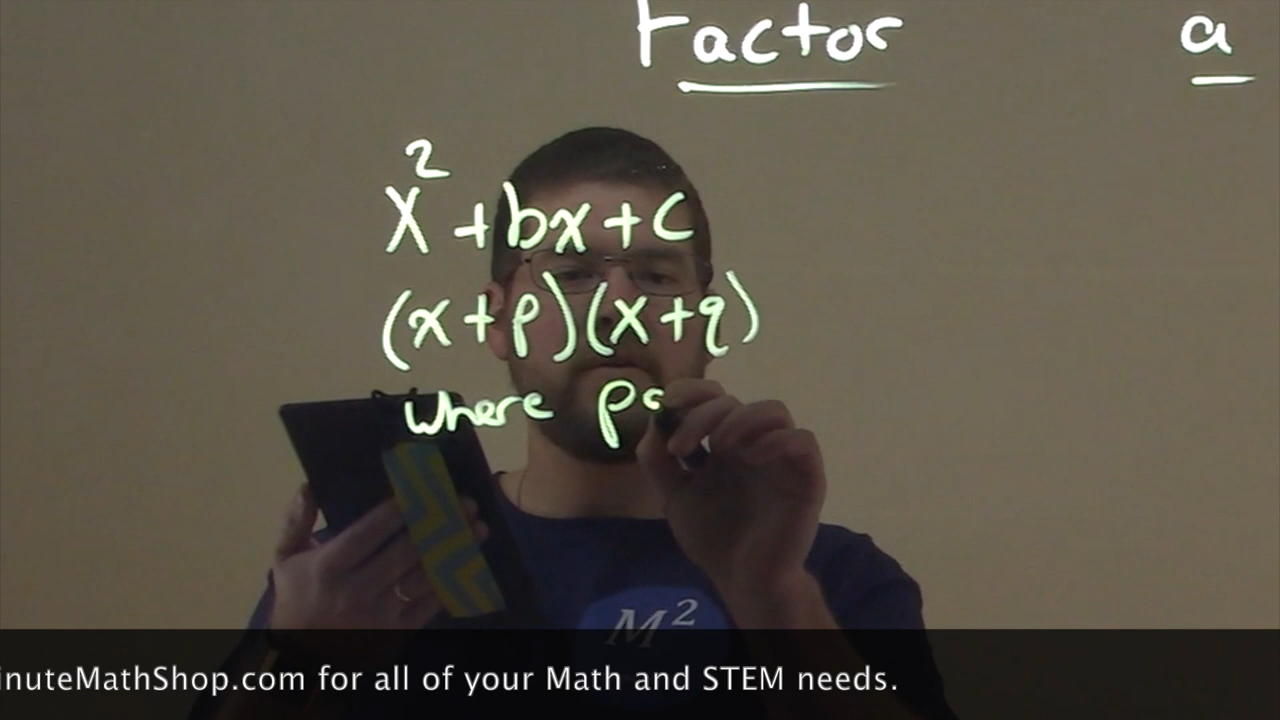 Factor a
x² + bx + c
(x + p)(x + q)
where p
M²
inuteMathShop.com for all of your Math and STEM needs.